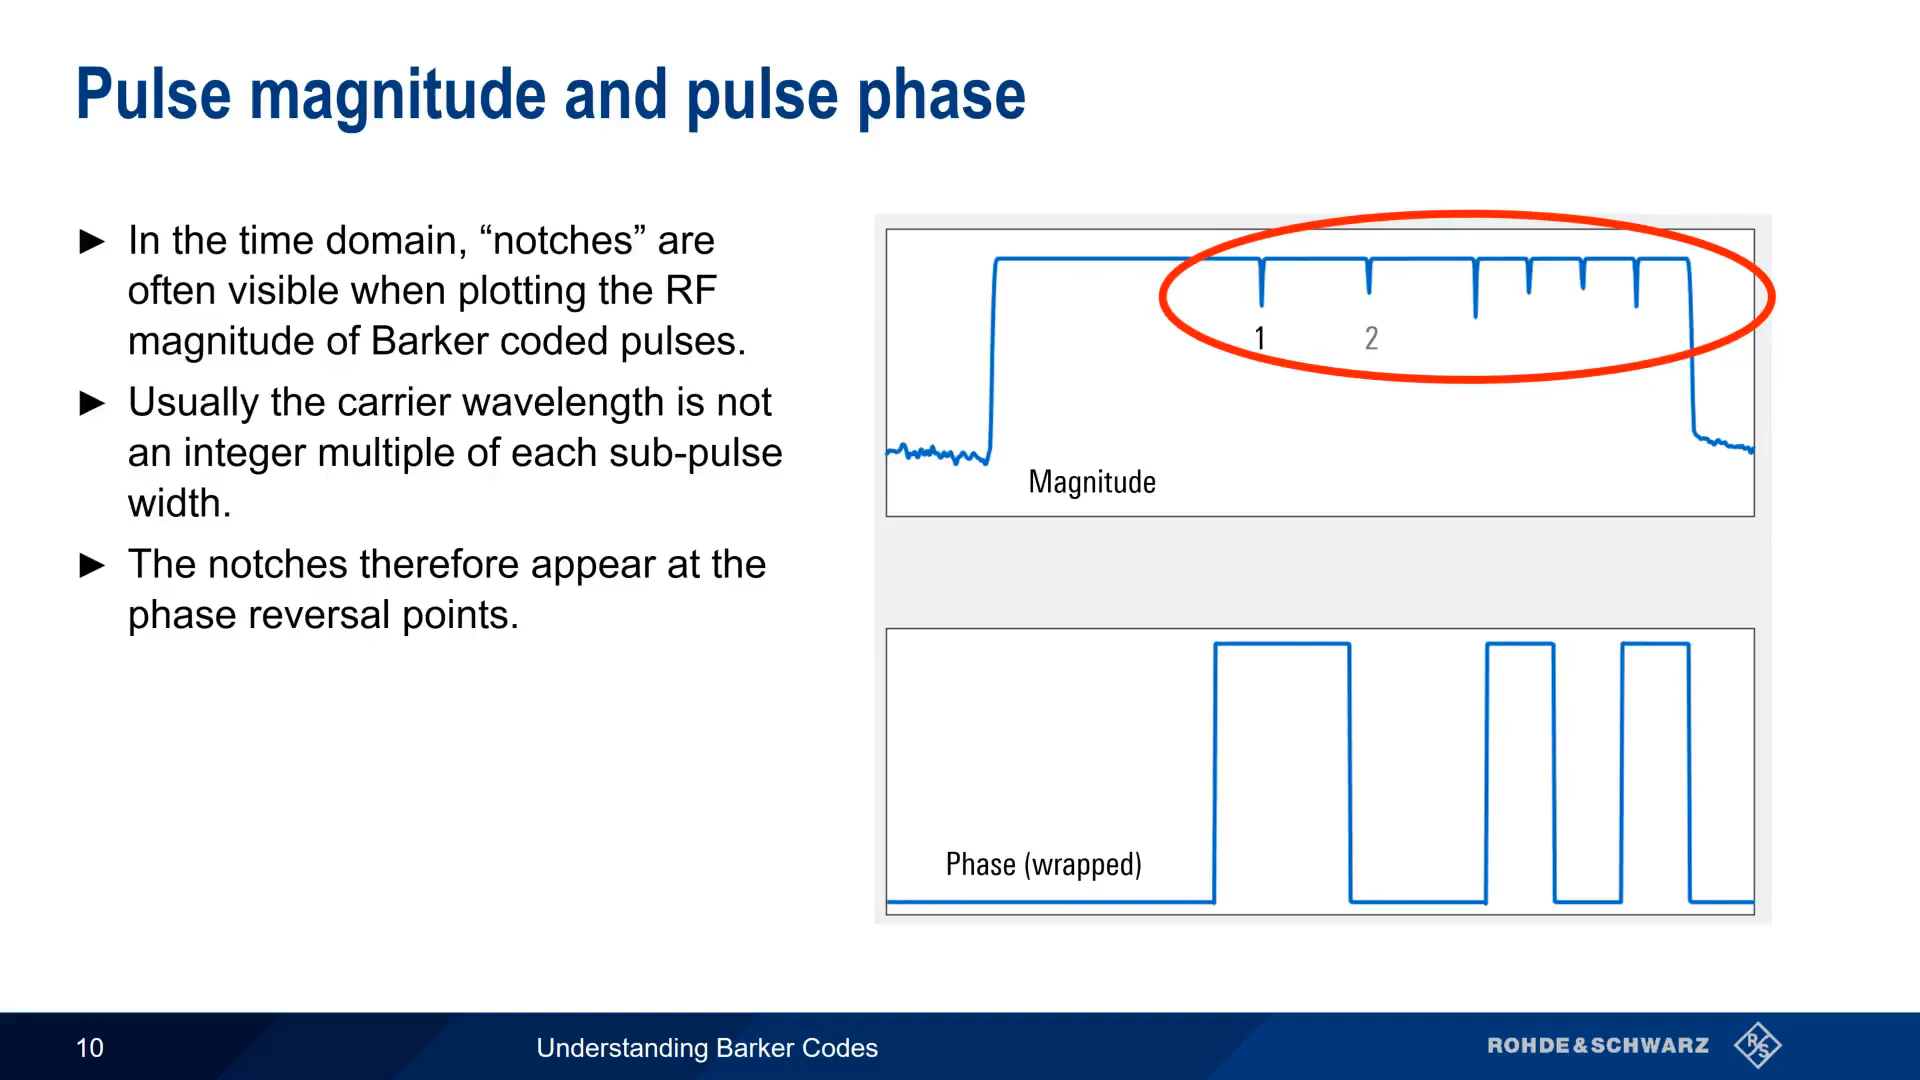 Pulse magnitude and pulse phase
► In the time domain, “notches” are
often visible when plotting the RF
magnitude of Barker coded pulses.
► Usually the carrier wavelength is not
an integer multiple of each sub-pulse
width.
► The notches therefore appear at the
phase reversal points.
1
2
Magnitude
Phase (wrapped)
10
Understanding Barker Codes
ROHDE&SCHWARZ
RS